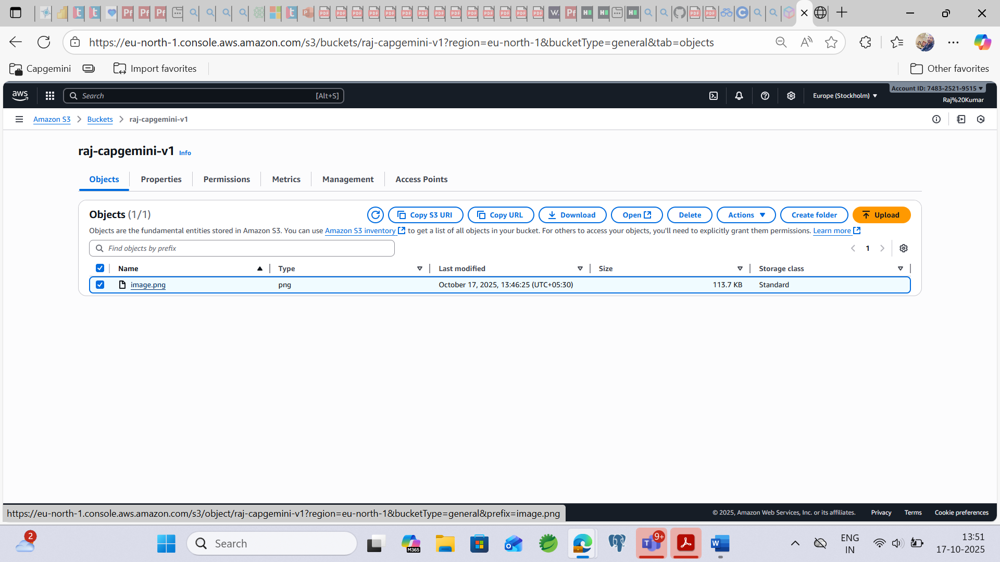 https://eu-north-1.console.aws.amazon.com/s3/buckets/raj-capgemini-v1?region=eu-north-1&bucketType=general&tab=objects
Capgemini
Import favorites
Other favorites
aws
Search
[Alt+S]
Europe (Stockholm)
Account ID: 7483-2521-9515
Raj%20Kumar
Amazon S3
Buckets
raj-capgemini-v1
raj-capgemini-v1 Info
Objects
Properties
Permissions
Metrics
Management
Access Points
Objects (1/1)
Copy S3 URI
Copy URL
Download
Open
Delete
Actions
Create folder
Upload
Objects are the fundamental entities stored in Amazon S3. You can use Amazon S3 inventory to get a list of all objects in your bucket. For others to access your objects, you'll need to explicitly grant them permissions. Learn more
Find objects by prefix
1
Name
Type
Last modified
Size
Storage class
image.png
png
October 17, 2025, 13:46:25 (UTC+05:30)
113.7 KB
Standard
https://eu-north-1.console.aws.amazon.com/s3/object/raj-capgemini-v1?region=eu-north-1&bucketType=general&prefix=image.png
© 2025, Amazon Web Services, Inc. or its affiliates.
Privacy
Terms
Cookie preferences
2
Search
M365
9+
ENG
IN
13:51
17-10-2025